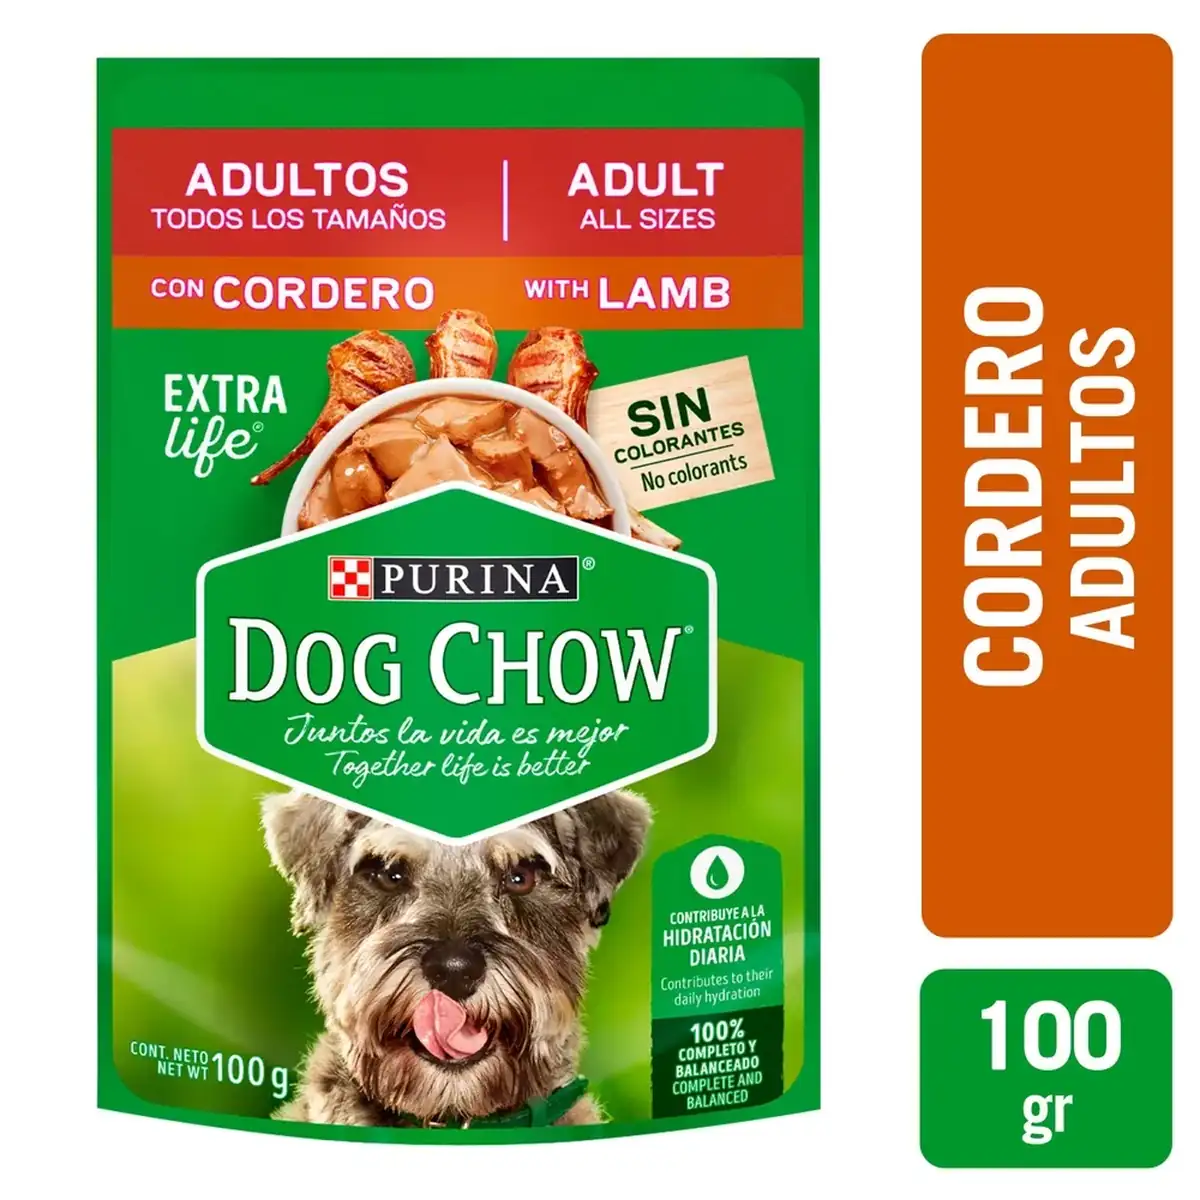 ADULTOS
TODOS LOS TAMAÑOS
ADULT
ALL SIZES
CON CORDERO
WITH LAMB
EXTRA
life®
SIN
COLORANTES
No colorants
PURINA®
DOG CHOW®
Juntos la vida es mejor
Together life is better
CONTRIBUYE A LA
HIDRATACIÓN
DIARIA
Contributes to their
daily hydration
100%
COMPLETO Y
BALANCEADO
COMPLETE AND
BALANCED
CONT. NETO
NET WT 100 g
CORDERO
ADULTOS
100
gr